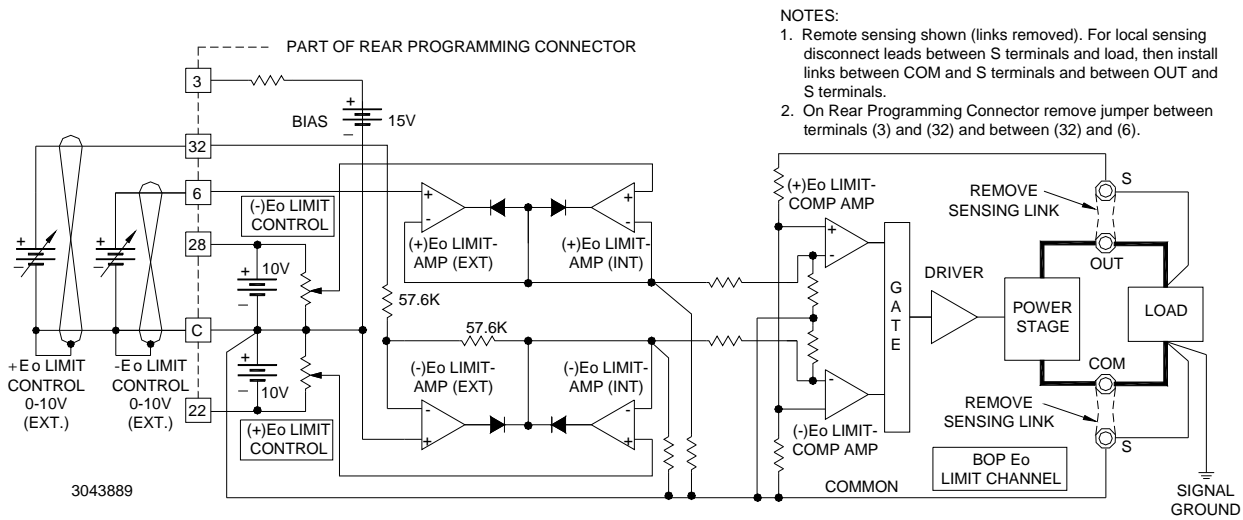 NOTES:
1. Remote sensing shown (links removed). For local sensing
disconnect leads between S terminals and load, then install
links between COM and S terminals and between OUT and
S terminals.
2. On Rear Programming Connector remove jumper between
terminals (3) and (32) and between (32) and (6).
PART OF REAR PROGRAMMING CONNECTOR
3
+
BIAS
15V
–
32
6
(-)Eo LIMIT
CONTROL
28
+
10V
–
C
+
10V
–
22
(+)Eo LIMIT
CONTROL
+
–
+
–
+Eo LIMIT
CONTROL
0-10V
(EXT.)
-Eo LIMIT
CONTROL
0-10V
(EXT.)
57.6K
57.6K
+
-
(+)Eo LIMIT-
AMP (EXT)
+
-
(+)Eo LIMIT-
AMP (INT)
(-)Eo LIMIT-
AMP (EXT)
-
+
(-)Eo LIMIT-
AMP (INT)
-
+
(+)Eo LIMIT-
COMP AMP
+
-
-
+
(-)Eo LIMIT-
COMP AMP
G
A
T
E
DRIVER
POWER
STAGE
LOAD
REMOVE
SENSING LINK
S
OUT
COM
REMOVE
SENSING LINK
S
BOP Eo
LIMIT CHANNEL
COMMON
SIGNAL
GROUND
3043889